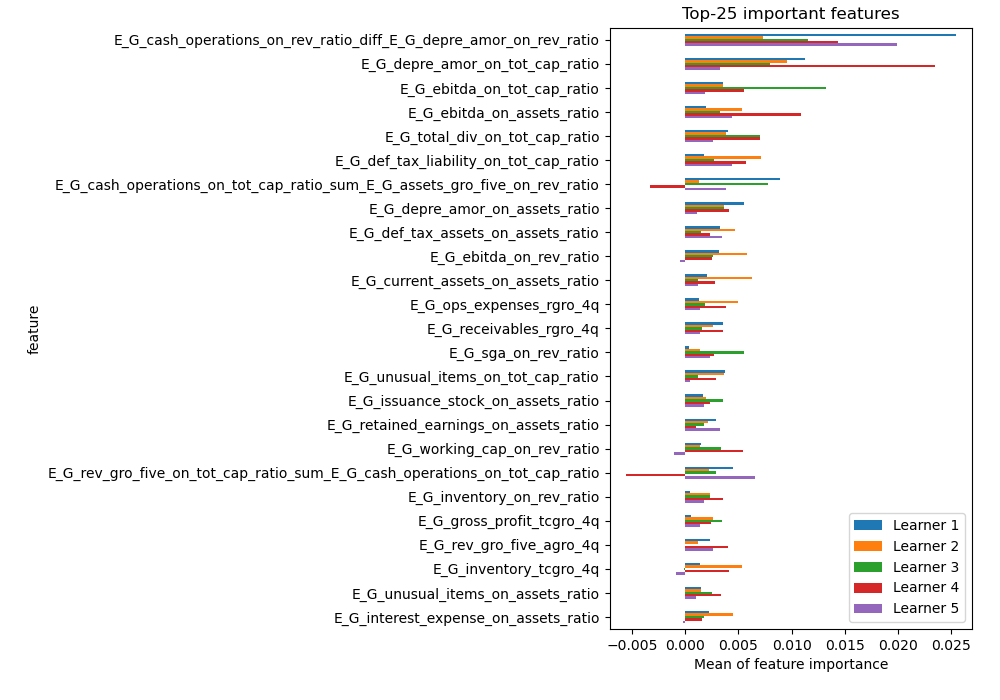 Top-25 important features
E_G_cash_operations_on_rev_ratio_diff_E_G_depre_amor_on_rev_ratio
E_G_depre_amor_on_tot_cap_ratio
E_G_ebitda_on_tot_cap_ratio
E_G_ebitda_on_assets_ratio
E_G_total_div_on_tot_cap_ratio
E_G_def_tax_liability_on_tot_cap_ratio
E_G_cash_operations_on_tot_cap_ratio_sum_E_G_assets_gro_five_on_rev_ratio
E_G_depre_amor_on_assets_ratio
E_G_def_tax_assets_on_assets_ratio
E_G_ebitda_on_rev_ratio
E_G_current_assets_on_assets_ratio
E_G_ops_expenses_rgro_4q
E_G_receivables_rgro_4q
E_G_sga_on_rev_ratio
E_G_unusual_items_on_tot_cap_ratio
E_G_issuance_stock_on_assets_ratio
E_G_retained_earnings_on_assets_ratio
E_G_working_cap_on_rev_ratio
E_G_rev_gro_five_on_tot_cap_ratio_sum_E_G_cash_operations_on_tot_cap_ratio
E_G_inventory_on_rev_ratio
E_G_gross_profit_tcgro_4q
E_G_rev_gro_five_agro_4q
E_G_inventory_tcgro_4q
E_G_unusual_items_on_assets_ratio
E_G_interest_expense_on_assets_ratio
feature
Learner 1
Learner 2
Learner 3
Learner 4
Learner 5
−0.005 0.000 0.005 0.010 0.015 0.020 0.025
Mean of feature importance